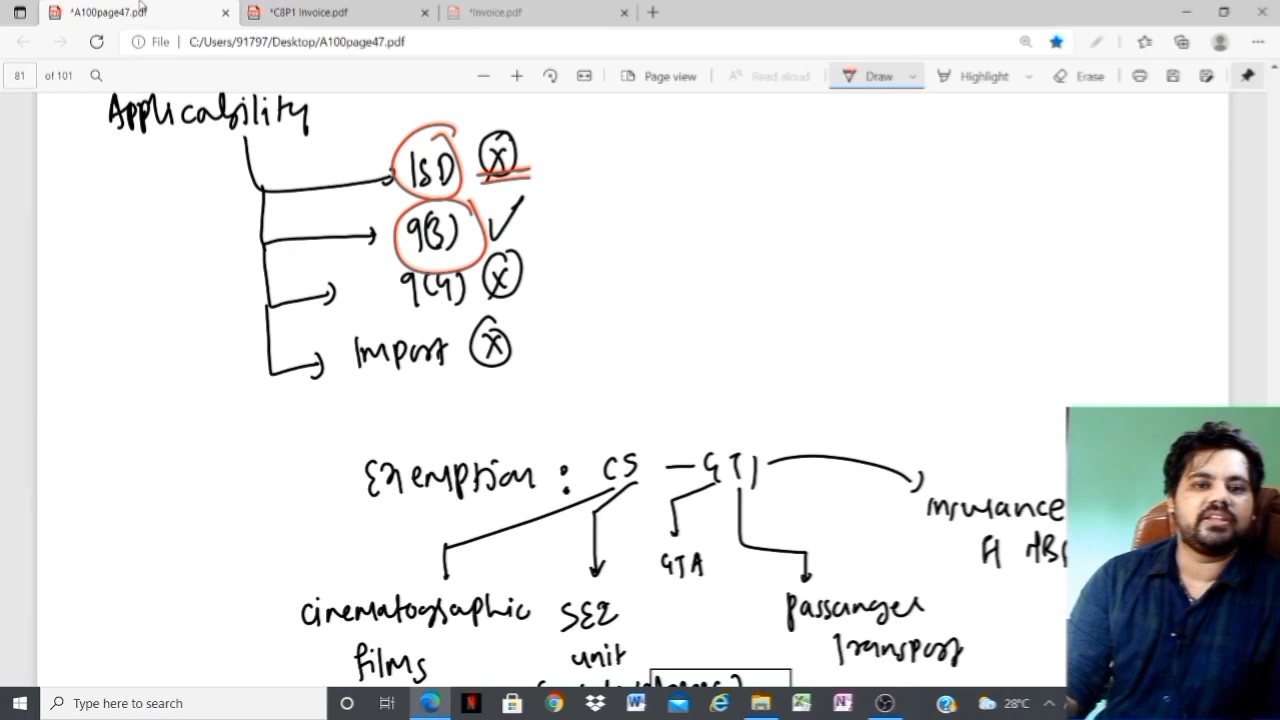 *A100page47.pdf
*CBP1 Invoice.pdf
*Invoice.pdf
File
C:/Users/91797/Desktop/A100page47.pdf
81 of 101
Page view
Read aloud
Draw
Highlight
Erase
Applicability
ISD X
9(3) ✓
9(4) X
Import X
Exemption : CS - GTI
Insurance
GTA
cinematographic films
SEZ unit
passanger transport
Type here to search
28°C